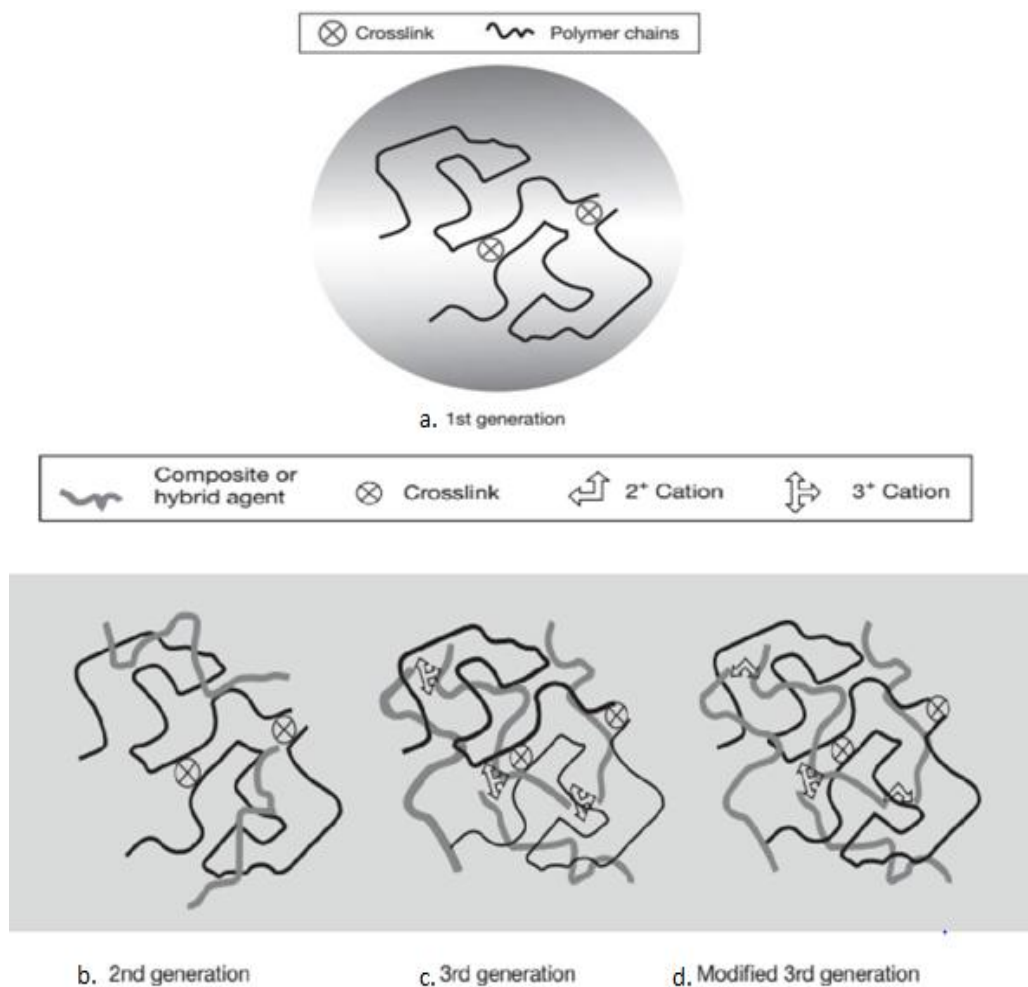 Crosslink Polymer chains
a. 1st generation
Composite or
hybrid agent Crosslink 2+ Cation 3+ Cation
b. 2nd generation c. 3rd generation d. Modified 3rd generation